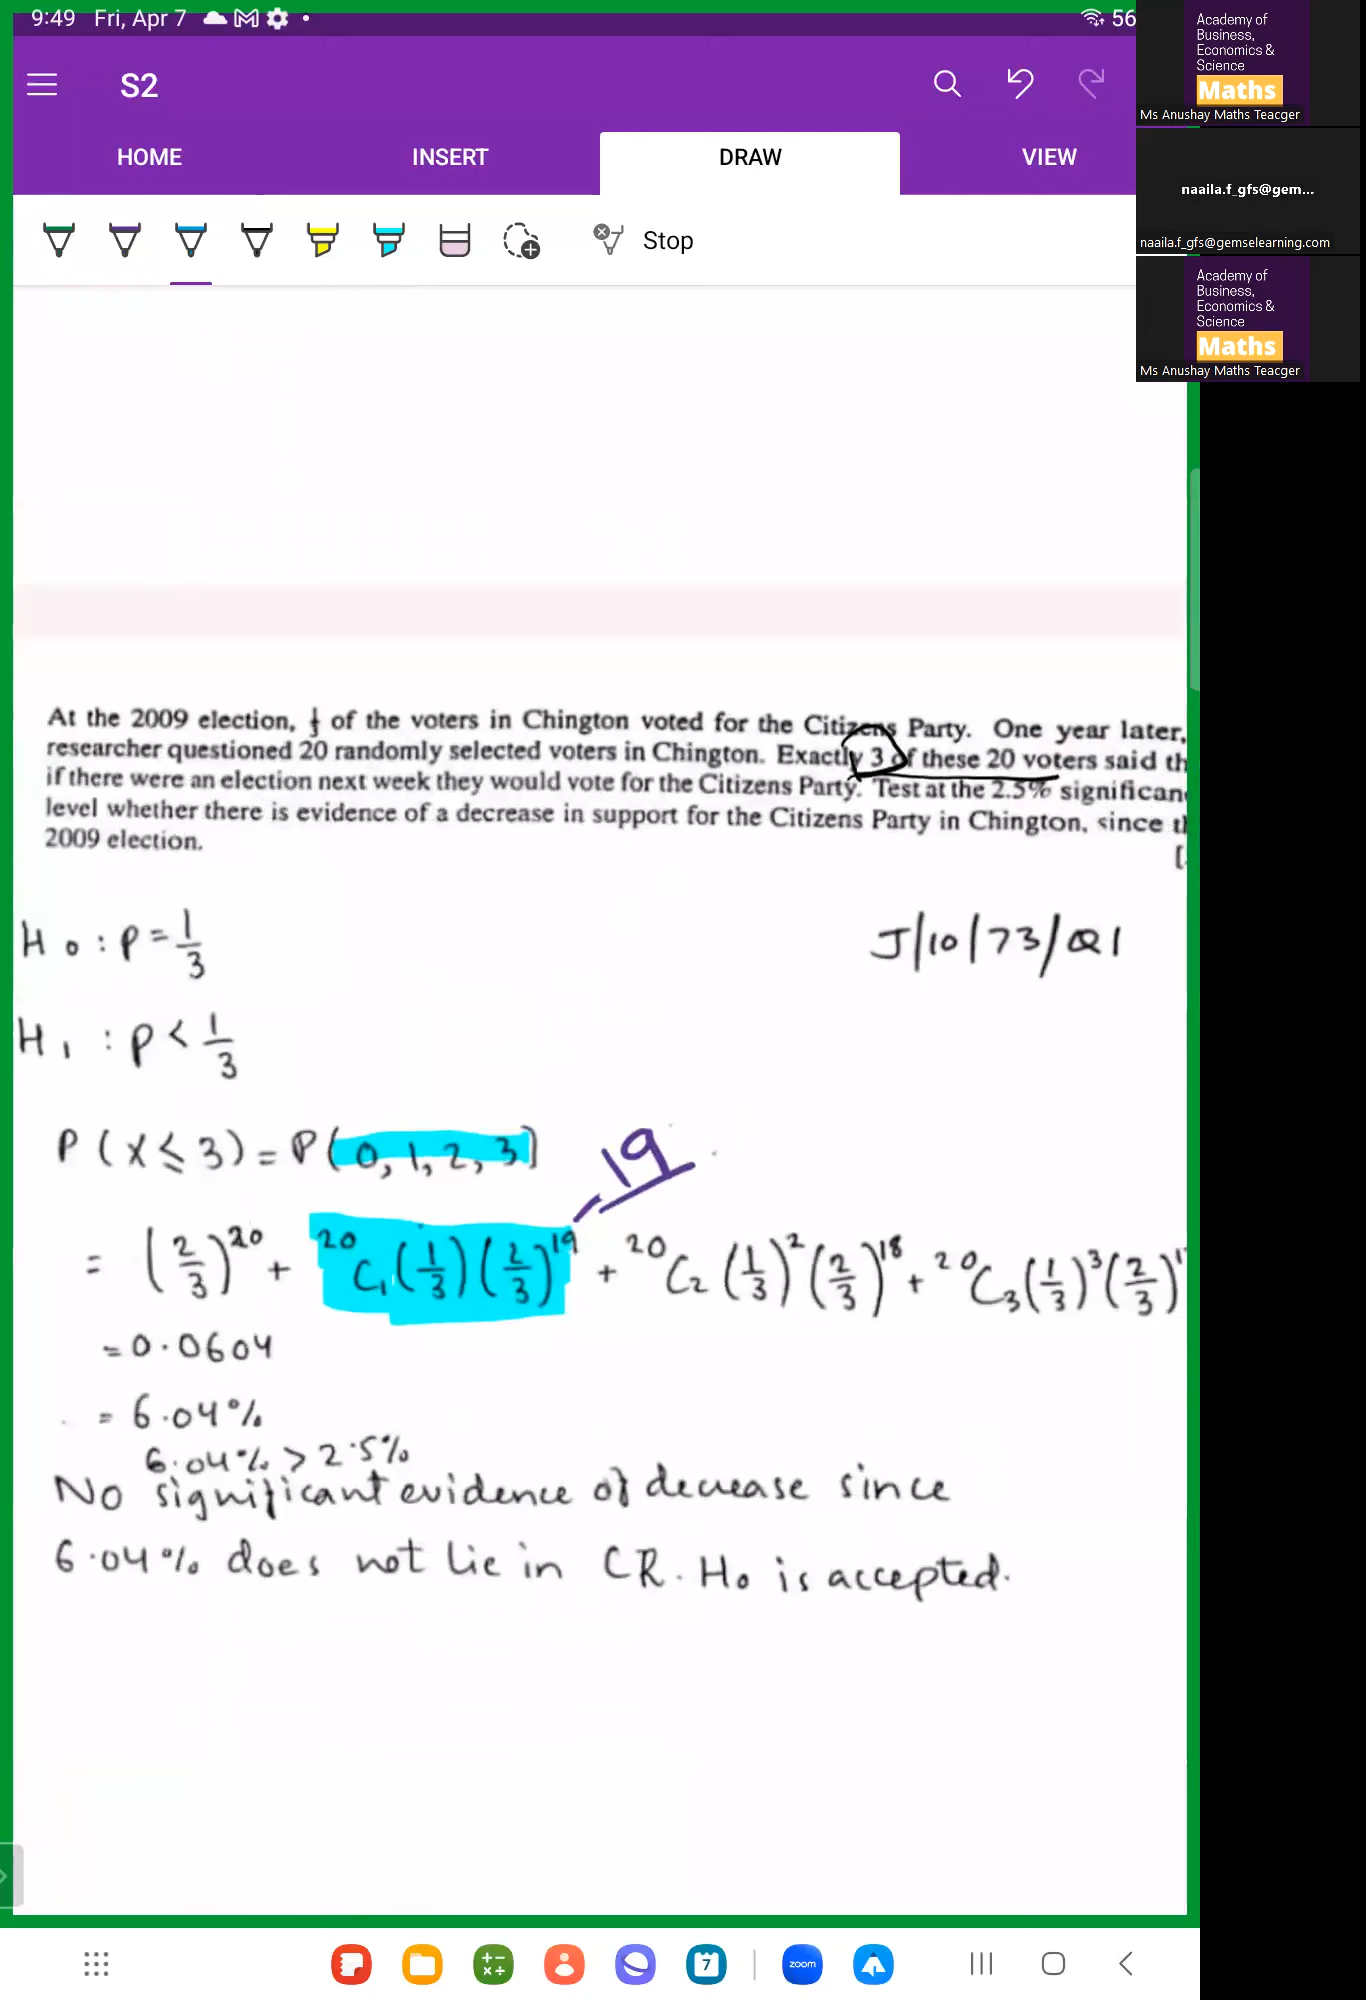 9:49 Fri, Apr 7
56
S2
HOME INSERT DRAW VIEW
Stop
Academy of
Business,
Economics &
Science
Maths
Ms Anushay Maths Teacger
naaila.f_gfs@gem...
naaila.f_gfs@gemselearning.com
Academy of
Business,
Economics &
Science
Maths
Ms Anushay Maths Teacger
At the 2009 election, 1/3 of the voters in Chington voted for the Citizens Party. One year later,
researcher questioned 20 randomly selected voters in Chington. Exactly 3 of these 20 voters said th
if there were an election next week they would vote for the Citizens Party. Test at the 2.5% significan
level whether there is evidence of a decrease in support for the Citizens Party in Chington, since th
2009 election.
[
H0 : P = 1/3
J/10/73/Q1
H1 : P < 1/3
P(X ≤ 3) = P(0, 1, 2, 3)
19
= (2/3)^20 + 20C1 (1/3)(2/3)^19 + 20C2 (1/3)^2 (2/3)^18 + 20C3 (1/3)^3 (2/3)^1
= 0.0604
= 6.04%
6.04% > 2.5%
No significant evidence of decrease since
6.04% does not lie in CR. H0 is accepted.
7
zoom